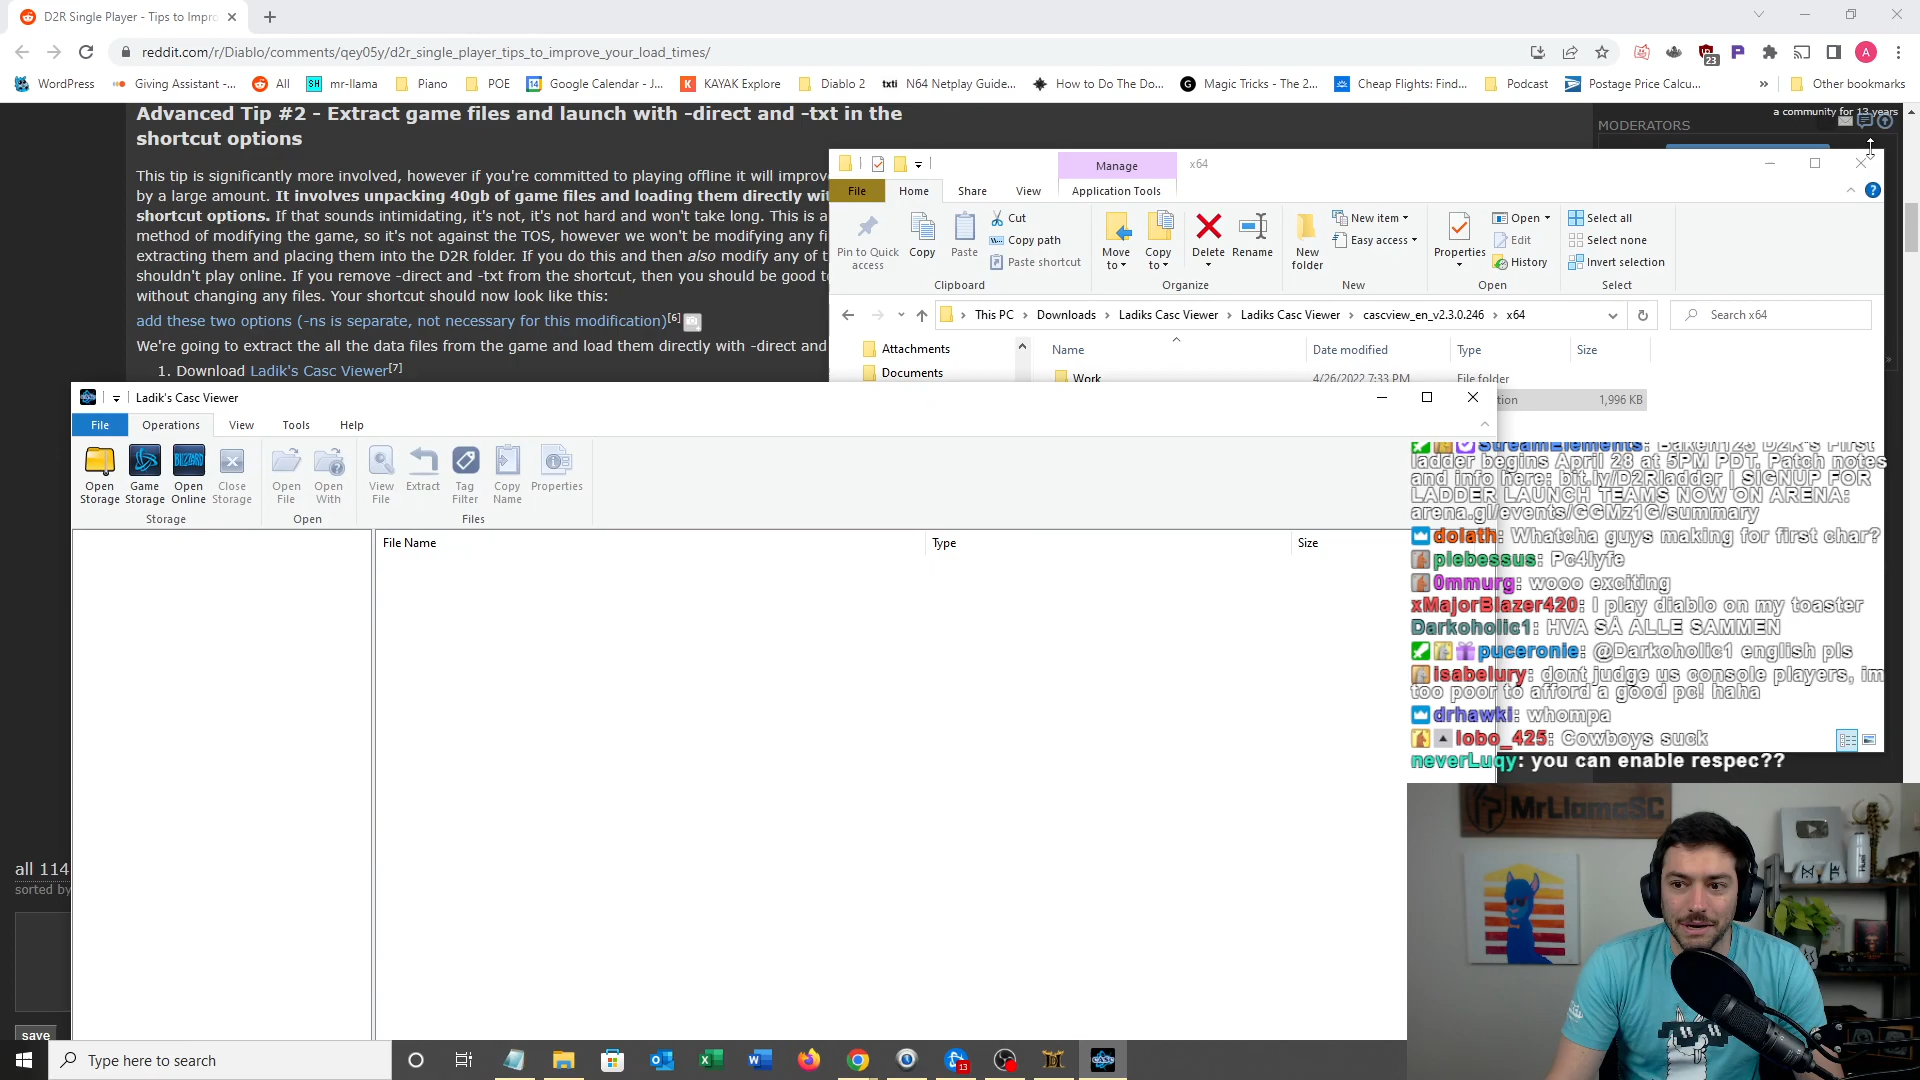 D2R Single Player - Tips to Impro
reddit.com/r/Diablo/comments/qey05y/d2r_single_player_tips_to_improve_your_load_times/
23
A
WordPress
Giving Assistant -...
All
SH mr-llama
Piano
POE
14 Google Calendar - J...
K KAYAK Explore
Diablo 2
txti N64 Netplay Guide...
How to Do The Do...
G Magic Tricks - The 2...
Cheap Flights: Find...
Podcast
Postage Price Calcu...
»
Other bookmarks
Advanced Tip #2 - Extract game files and launch with -direct and -txt in the
shortcut options
a community for 13 years
MODERATORS
This tip is significantly more involved, however if you're committed to playing offline it will improv
by a large amount. It involves unpacking 40gb of game files and loading them directly wi
shortcut options. If that sounds intimidating, it's not, it's not hard and won't take long. This is a
method of modifying the game, so it's not against the TOS, however we won't be modifying any fi
extracting them and placing them into the D2R folder. If you do this and then also modify any of t
shouldn't play online. If you remove -direct and -txt from the shortcut, then you should be good t
without changing any files. Your shortcut should now look like this:
add these two options (-ns is separate, not necessary for this modification)[6]
We're going to extract the all the data files from the game and load them directly with -direct and
1. Download Ladik's Casc Viewer[7]
Manage
x64
File
Home
Share
View
Application Tools
Pin to Quick
access
Copy
Paste
Cut
Copy path
Paste shortcut
Clipboard
Move
to
Copy
to
Delete
Rename
Organize
New
folder
New item
Easy access
New
Properties
Open
Edit
History
Open
Select all
Select none
Invert selection
Select
This PC > Downloads > Ladiks Casc Viewer > Ladiks Casc Viewer > cascview_en_v2.3.0.246 > x64
Search x64
Attachments
Documents
Name
Date modified
Type
Size
Work
4/26/2022 7:33 PM
File folder
tion
1,996 KB
Ladik's Casc Viewer
File
Operations
View
Tools
Help
Open
Storage
Game
Storage
Open
Online
Close
Storage
Storage
Open
File
Open
With
Open
View
File
Extract
Tag
Filter
Copy
Name
Properties
Files
File Name
Type
Size
StreamElements: Baken123 D2R's First
ladder begins April 28 at 5PM PDT. Patch notes
and info here: bit.ly/D2Rladder | SIGNUP FOR
LADDER LAUNCH TEAMS NOW ON ARENA:
arena.gl/events/GGMz1G/summary
dolath: Whatcha guys making for first char?
plebessus: Pc4lyfe
0mmurg: wooo exciting
xMajorBlazer420: I play diablo on my toaster
Darkoholic1: HVA SÅ ALLE SAMMEN
puceronie: @Darkoholic1 english pls
isabelury: dont judge us console players, im
too poor to afford a good pc! haha
drhawki: whompa
lobo_425: Cowboys suck
neverLuqy: you can enable respec??
MrLlamaSC
all 114
sorted by
save
Type here to search
13
CASC